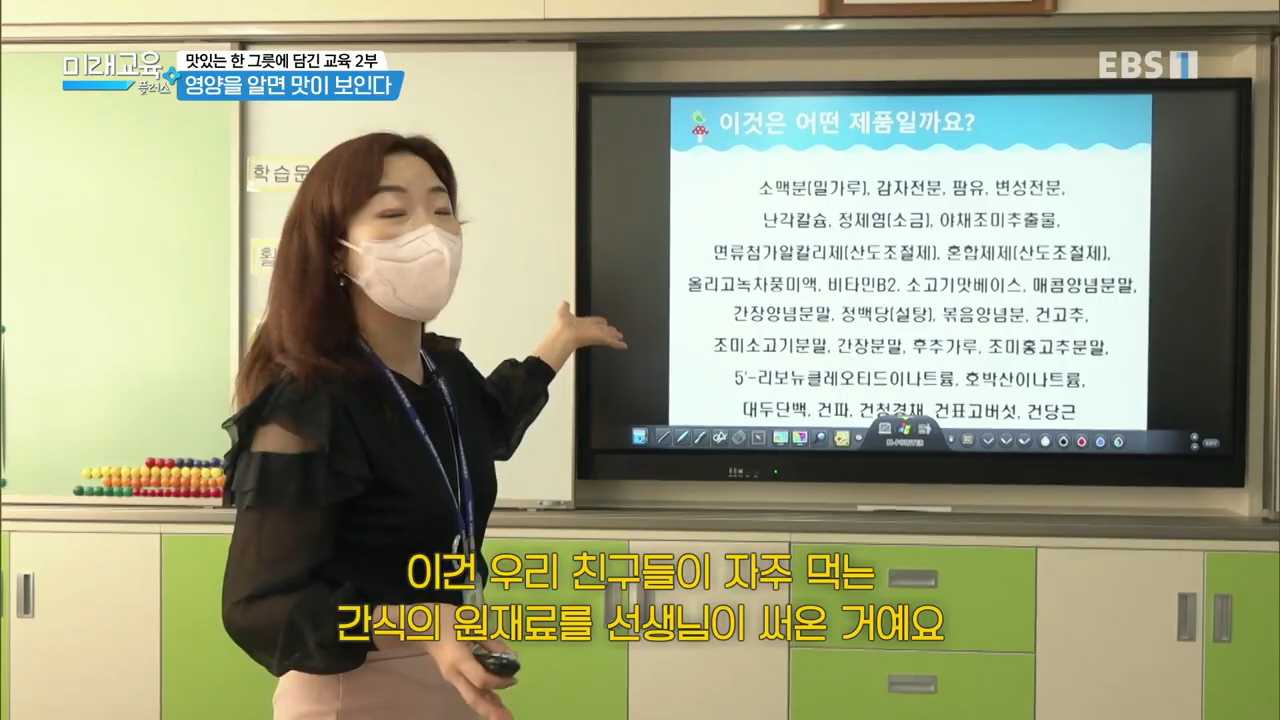 미래교육
플러스
맛있는 한 그릇에 담긴 교육 2부
영양을 알면 맛이 보인다
EBS 1
학습문
활
이것은 어떤 제품일까요?
소맥분(밀가루), 감자전분, 팜유, 변성전분,
난각칼슘, 정제염(소금), 야채조미추출물,
면류첨가알칼리제(산도조절제), 혼합제제(산도조절제),
올리고녹차풍미액, 비타민B2, 소고기맛베이스, 매콤양념분말,
간장양념분말, 정백당(설탕), 볶음양념분, 건고추,
조미소고기분말, 간장분말, 후추가루, 조미홍고추분말,
5'-리보뉴클레오티드이나트륨, 호박산이나트륨,
대두단백, 건파, 건청경채, 건표고버섯, 건당근
이건 우리 친구들이 자주 먹는
간식의 원재료를 선생님이 써온 거예요